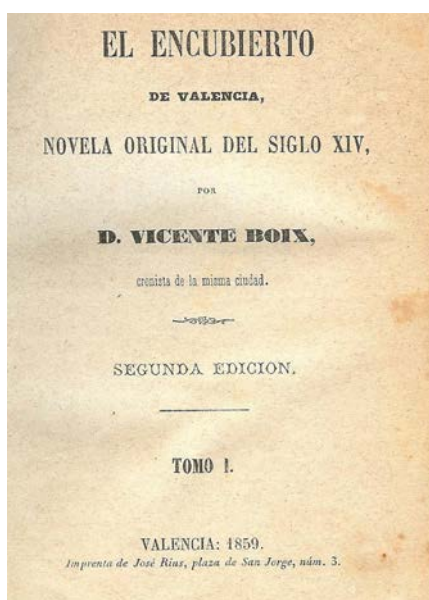 EL ENCUBIERTO
DE VALENCIA,
NOVELA ORIGINAL DEL SIGLO XIV,
POR
D. VICENTE BOIX,
cronista de la misma ciudad.
SEGUNDA EDICION.
TOMO I.
VALENCIA: 1859.
Imprenta de José Rius, plaza de San Jorge, núm. 3.